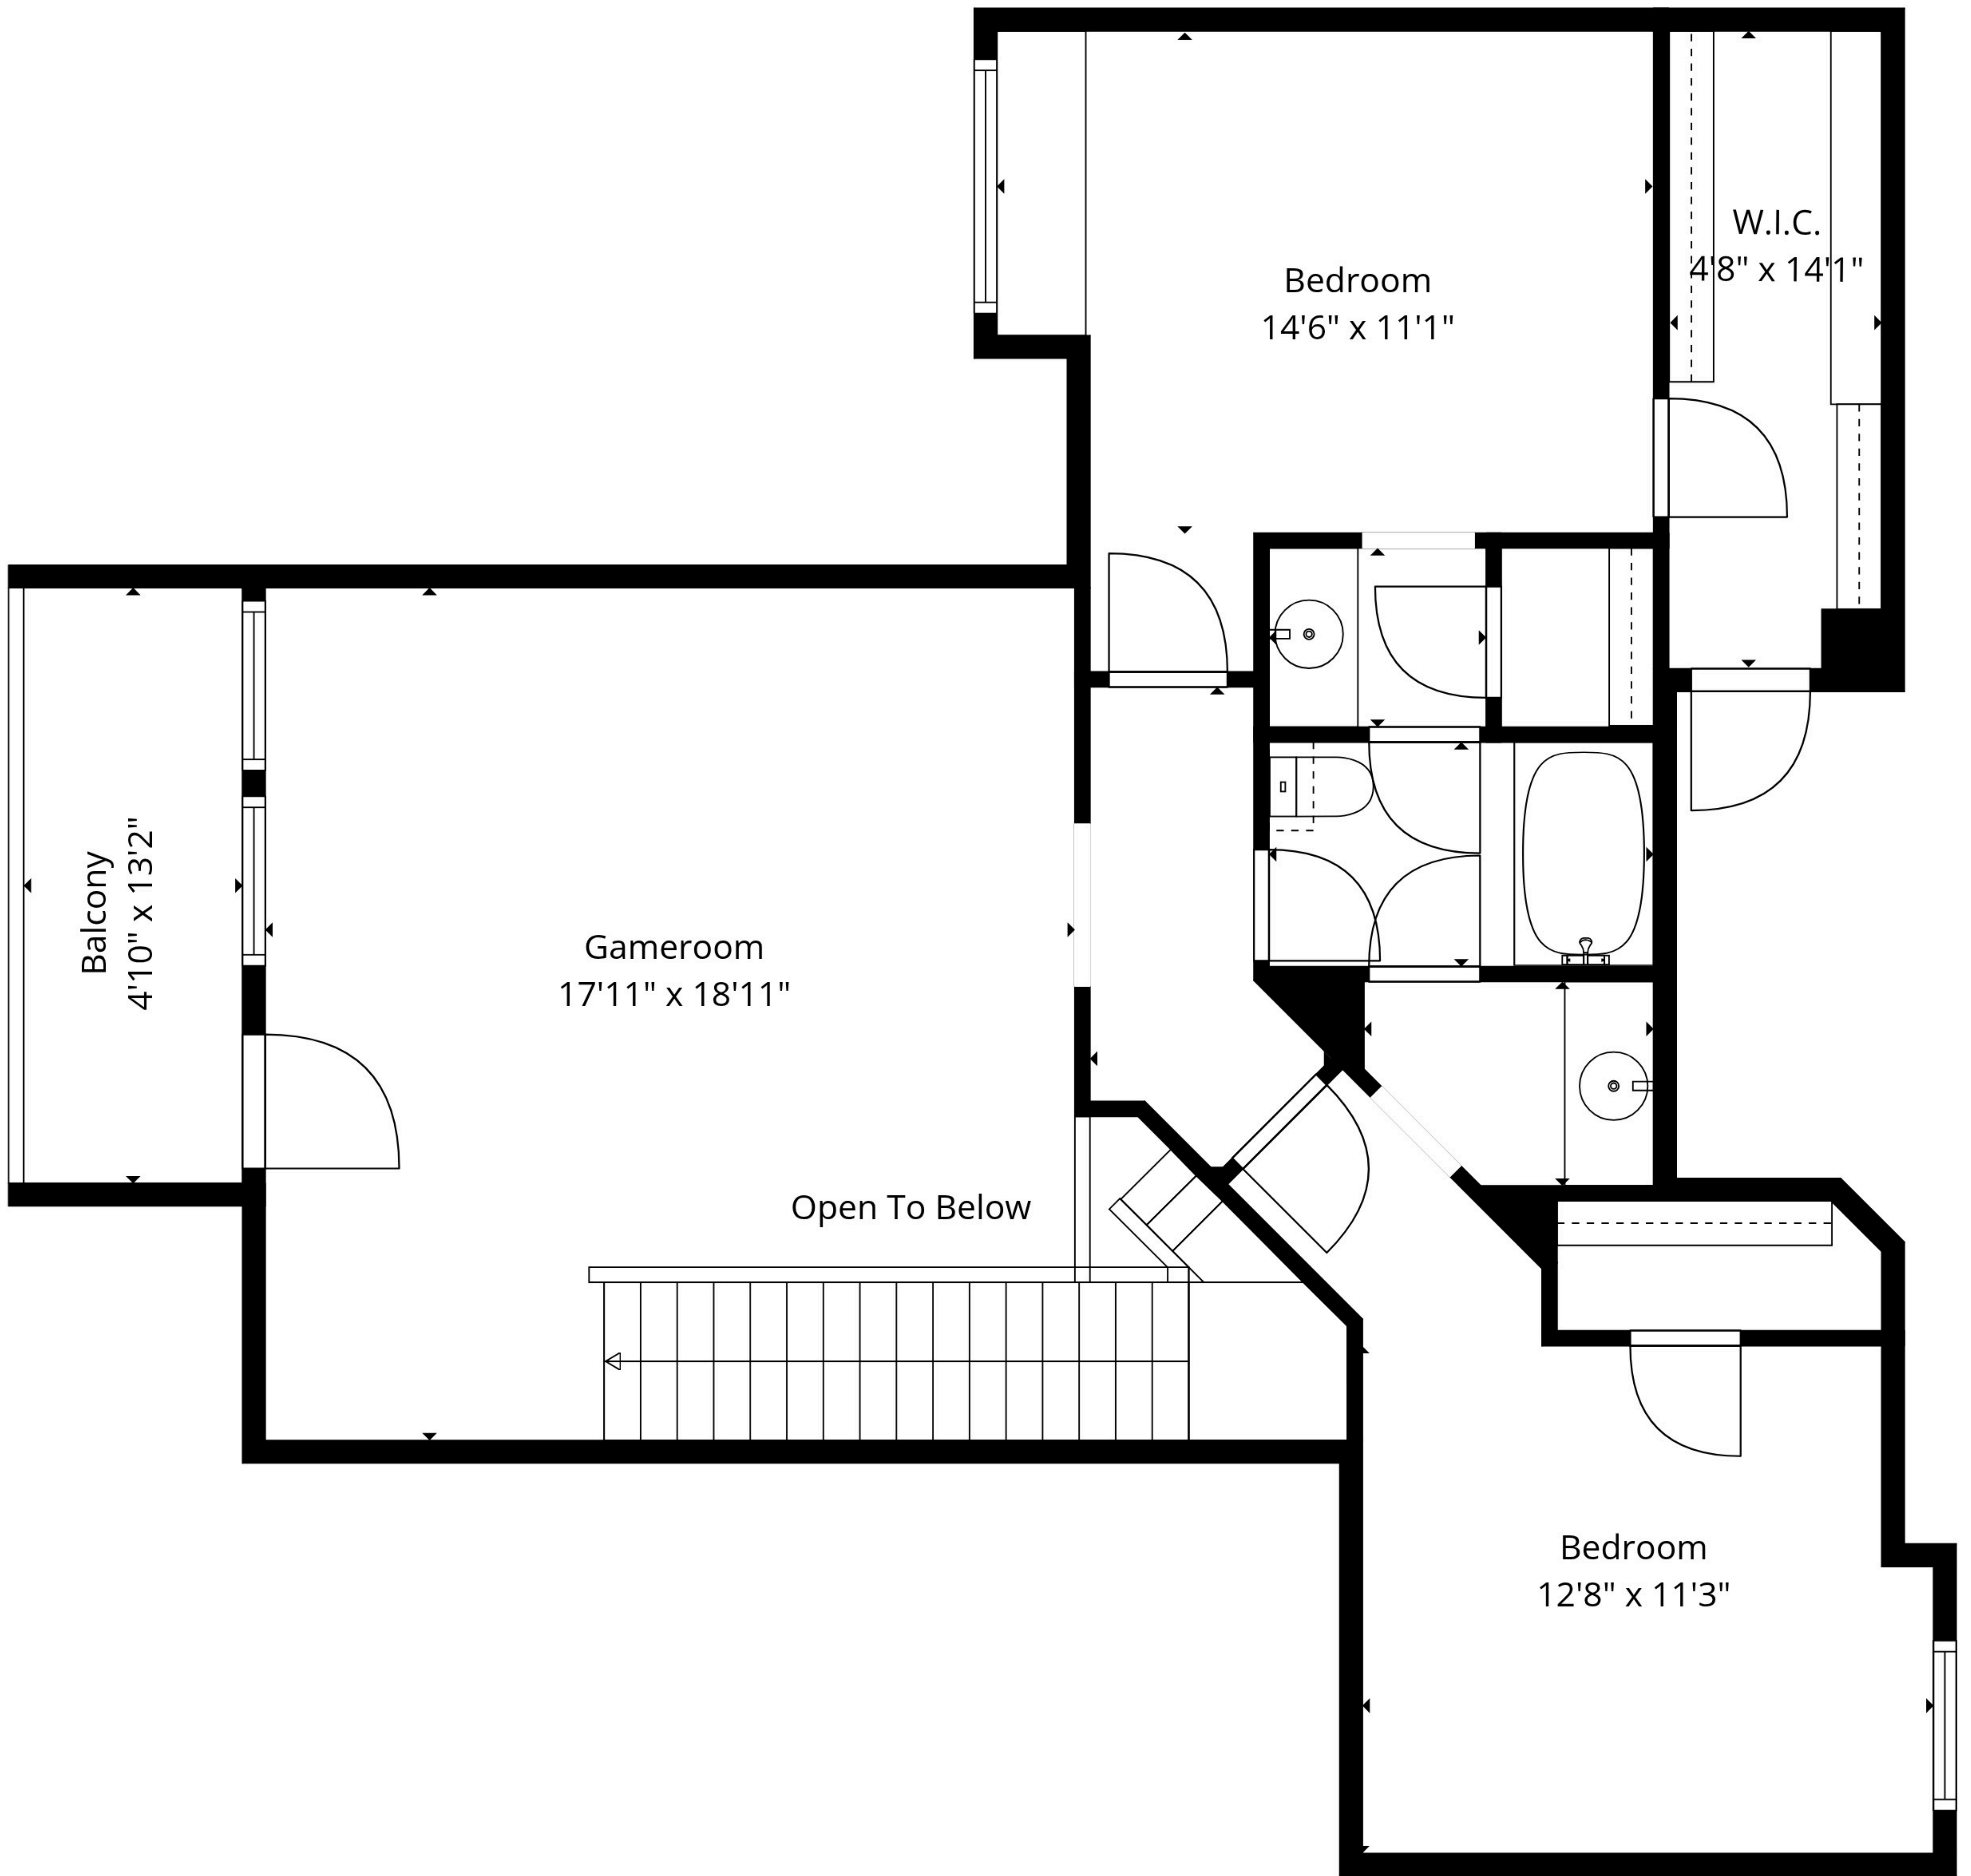 W.I.C.
4'8" x 14'1"
Bedroom
14'6" x 11'1"
Balcony
4'10" x 13'2"
Gameroom
17'11" x 18'11"
Open To Below
Bedroom
12'8" x 11'3"